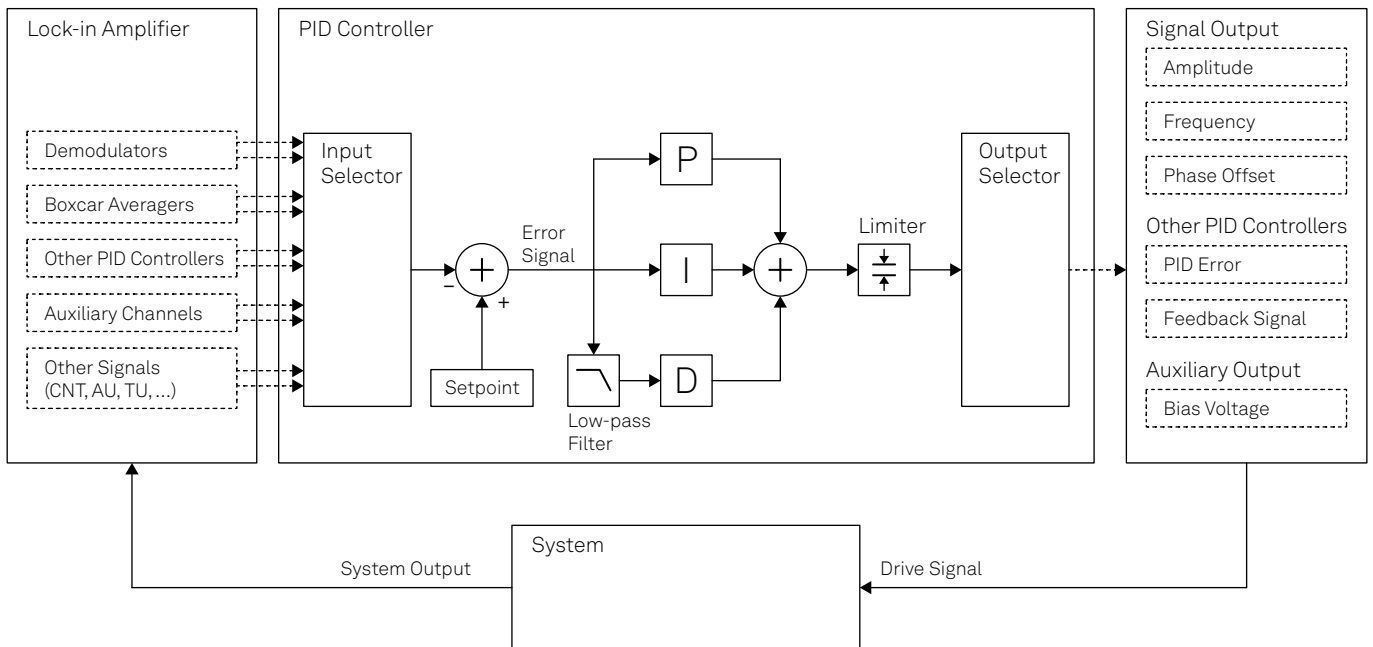 Lock-in Amplifier
Demodulators
Boxcar Averagers
Other PID Controllers
Auxiliary Channels
Other Signals
(CNT, AU, TU, ...)
PID Controller
Input
Selector
−
+
+
Setpoint
Error
Signal
P
I
D
Low-pass
Filter
+
Limiter
Output
Selector
Signal Output
Amplitude
Frequency
Phase Offset
Other PID Controllers
PID Error
Feedback Signal
Auxiliary Output
Bias Voltage
System
System Output
Drive Signal